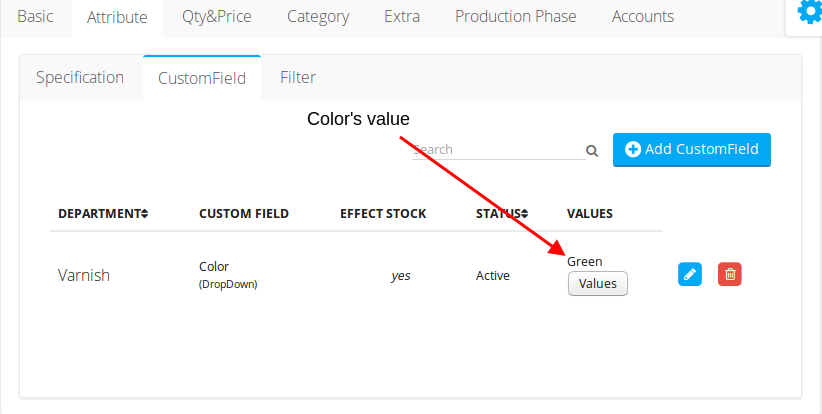 Basic Attribute Qty&Price Category Extra Production Phase Accounts
Specification CustomField Filter
Color's value
Search Add CustomField
DEPARTMENT CUSTOM FIELD EFFECT STOCK STATUS VALUES
Varnish Color yes Active Green
(DropDown) Values